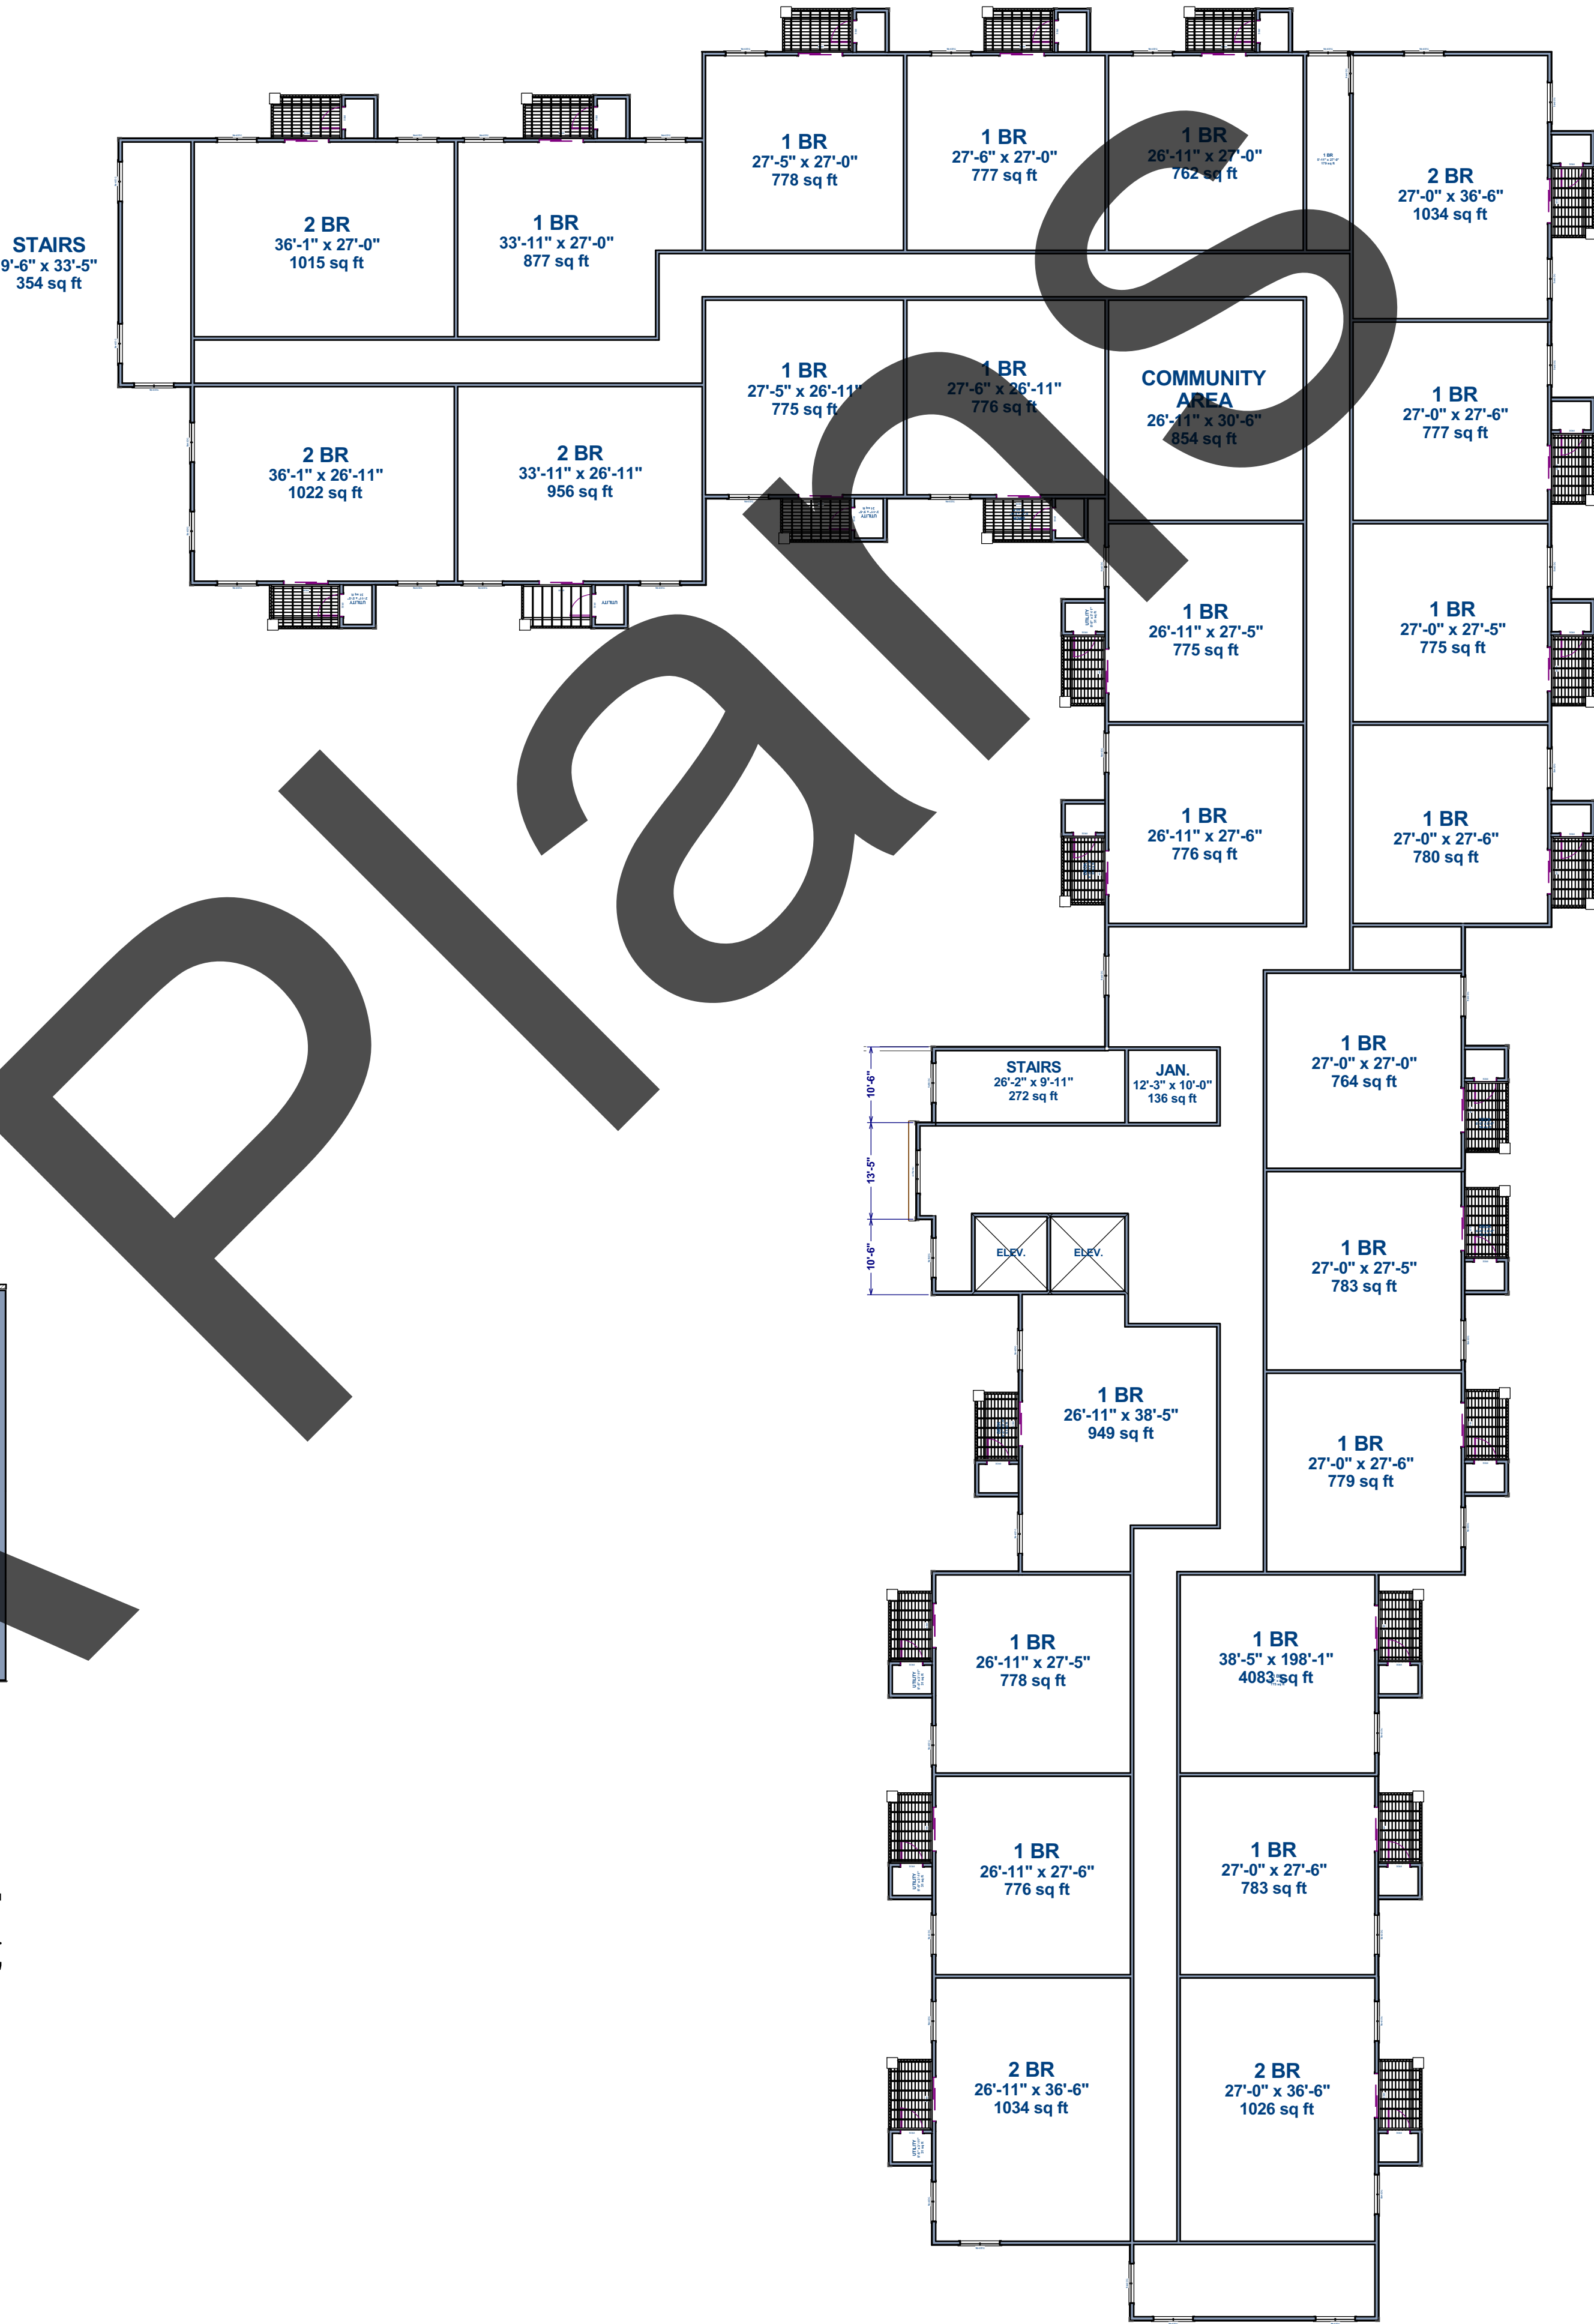 1 BR
27'-5" x 27'-0"
778 sq ft
1 BR
27'-6" x 27'-0"
777 sq ft
1 BR
26'-11" x 27'-0"
762 sq ft
1 BR
2 BR
27'-0" x 36'-6"
1034 sq ft
STAIRS
9'-6" x 33'-5"
354 sq ft
2 BR
36'-1" x 27'-0"
1015 sq ft
1 BR
33'-11" x 27'-0"
877 sq ft
1 BR
27'-5" x 26'-11"
775 sq ft
1 BR
27'-6" x 26'-11"
776 sq ft
COMMUNITY
AREA
26'-11" x 30'-6"
854 sq ft
1 BR
27'-0" x 27'-6"
777 sq ft
2 BR
36'-1" x 26'-11"
1022 sq ft
2 BR
33'-11" x 26'-11"
956 sq ft
UTILITY
UTILITY
UTILITY
1 BR
26'-11" x 27'-5"
775 sq ft
UTILITY
1 BR
27'-0" x 27'-5"
775 sq ft
1 BR
26'-11" x 27'-6"
776 sq ft
1 BR
27'-0" x 27'-6"
780 sq ft
Plans
1 BR
27'-0" x 27'-0"
764 sq ft
STAIRS
26'-2" x 9'-11"
272 sq ft
JAN.
12'-3" x 10'-0"
136 sq ft
10'-6"
13'-5"
10'-6"
ELEV.
ELEV.
1 BR
27'-0" x 27'-5"
783 sq ft
1 BR
26'-11" x 38'-5"
949 sq ft
1 BR
27'-0" x 27'-6"
779 sq ft
1 BR
26'-11" x 27'-5"
778 sq ft
UTILITY
1 BR
38'-5" x 198'-1"
4083 sq ft
1 BR
26'-11" x 27'-6"
776 sq ft
UTILITY
1 BR
27'-0" x 27'-6"
783 sq ft
2 BR
26'-11" x 36'-6"
1034 sq ft
UTILITY
2 BR
27'-0" x 36'-6"
1026 sq ft